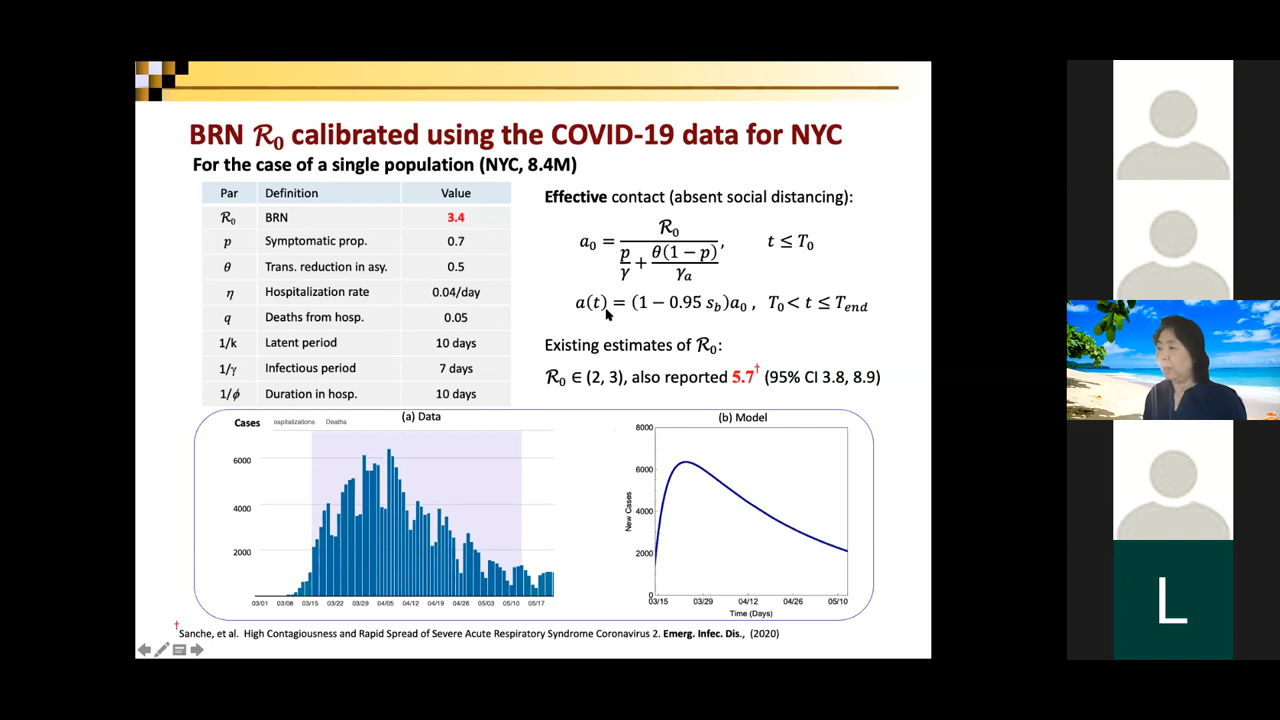 BRN ℛ₀ calibrated using the COVID-19 data for NYC
For the case of a single population (NYC, 8.4M)
Par Definition Value
ℛ₀ BRN 3.4
p Symptomatic prop. 0.7
θ Trans. reduction in asy. 0.5
η Hospitalization rate 0.04/day
q Deaths from hosp. 0.05
1/k Latent period 10 days
1/γ Infectious period 7 days
1/ϕ Duration in hosp. 10 days
Effective contact (absent social distancing):
a₀ = ℛ₀ / (p/γ + θ(1 − p)/γₐ), t ≤ T₀
a(t) = (1 − 0.95 s_b)a₀ , T₀ < t ≤ T_end
Existing estimates of ℛ₀:
ℛ₀ ∈ (2, 3), also reported 5.7† (95% CI 3.8, 8.9)
(a) Data
Cases ospitalizations Deaths
6000
4000
2000
03/01 03/08 03/15 03/22 03/29 04/05 04/12 04/19 04/26 05/03 05/10 05/17
(b) Model
8000
6000
4000
2000
0
New Cases
03/15 03/29 04/12 04/26 05/10
Time (Days)
†Sanche, et al. High Contagiousness and Rapid Spread of Severe Acute Respiratory Syndrome Coronavirus 2. Emerg. Infec. Dis., (2020)
L